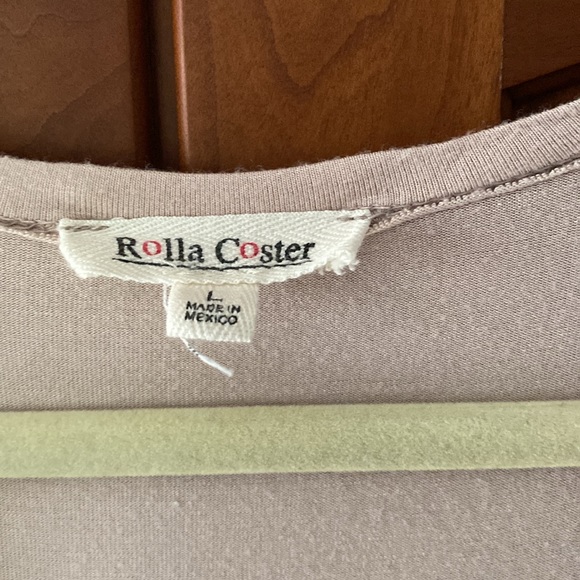 Rolla Coster
L
MADE IN
MEXICO